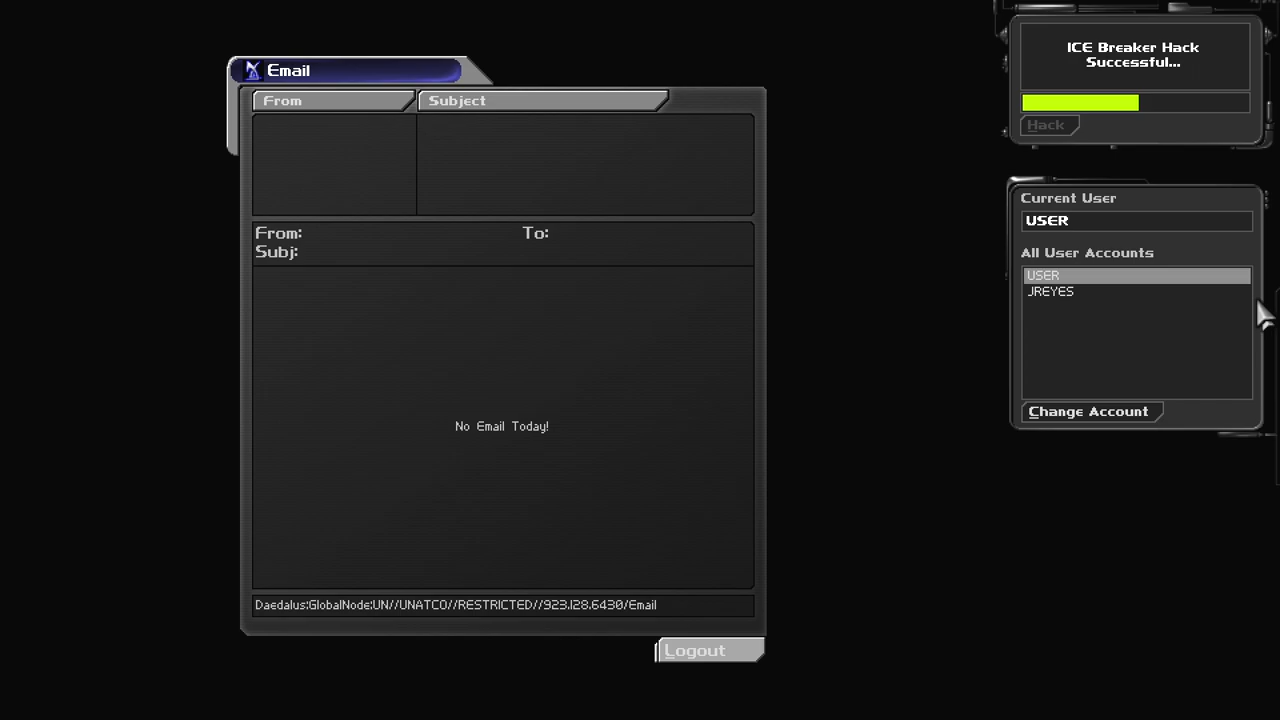 Email
From Subject
From: To:
Subj:
No Email Today!
Daedalus:GlobalNode:UN//UNATCO//RESTRICTED//923.128.6430/Email
Logout
ICE Breaker Hack
Successful...
Hack
Current User
USER
All User Accounts
USER
JREYES
Change Account